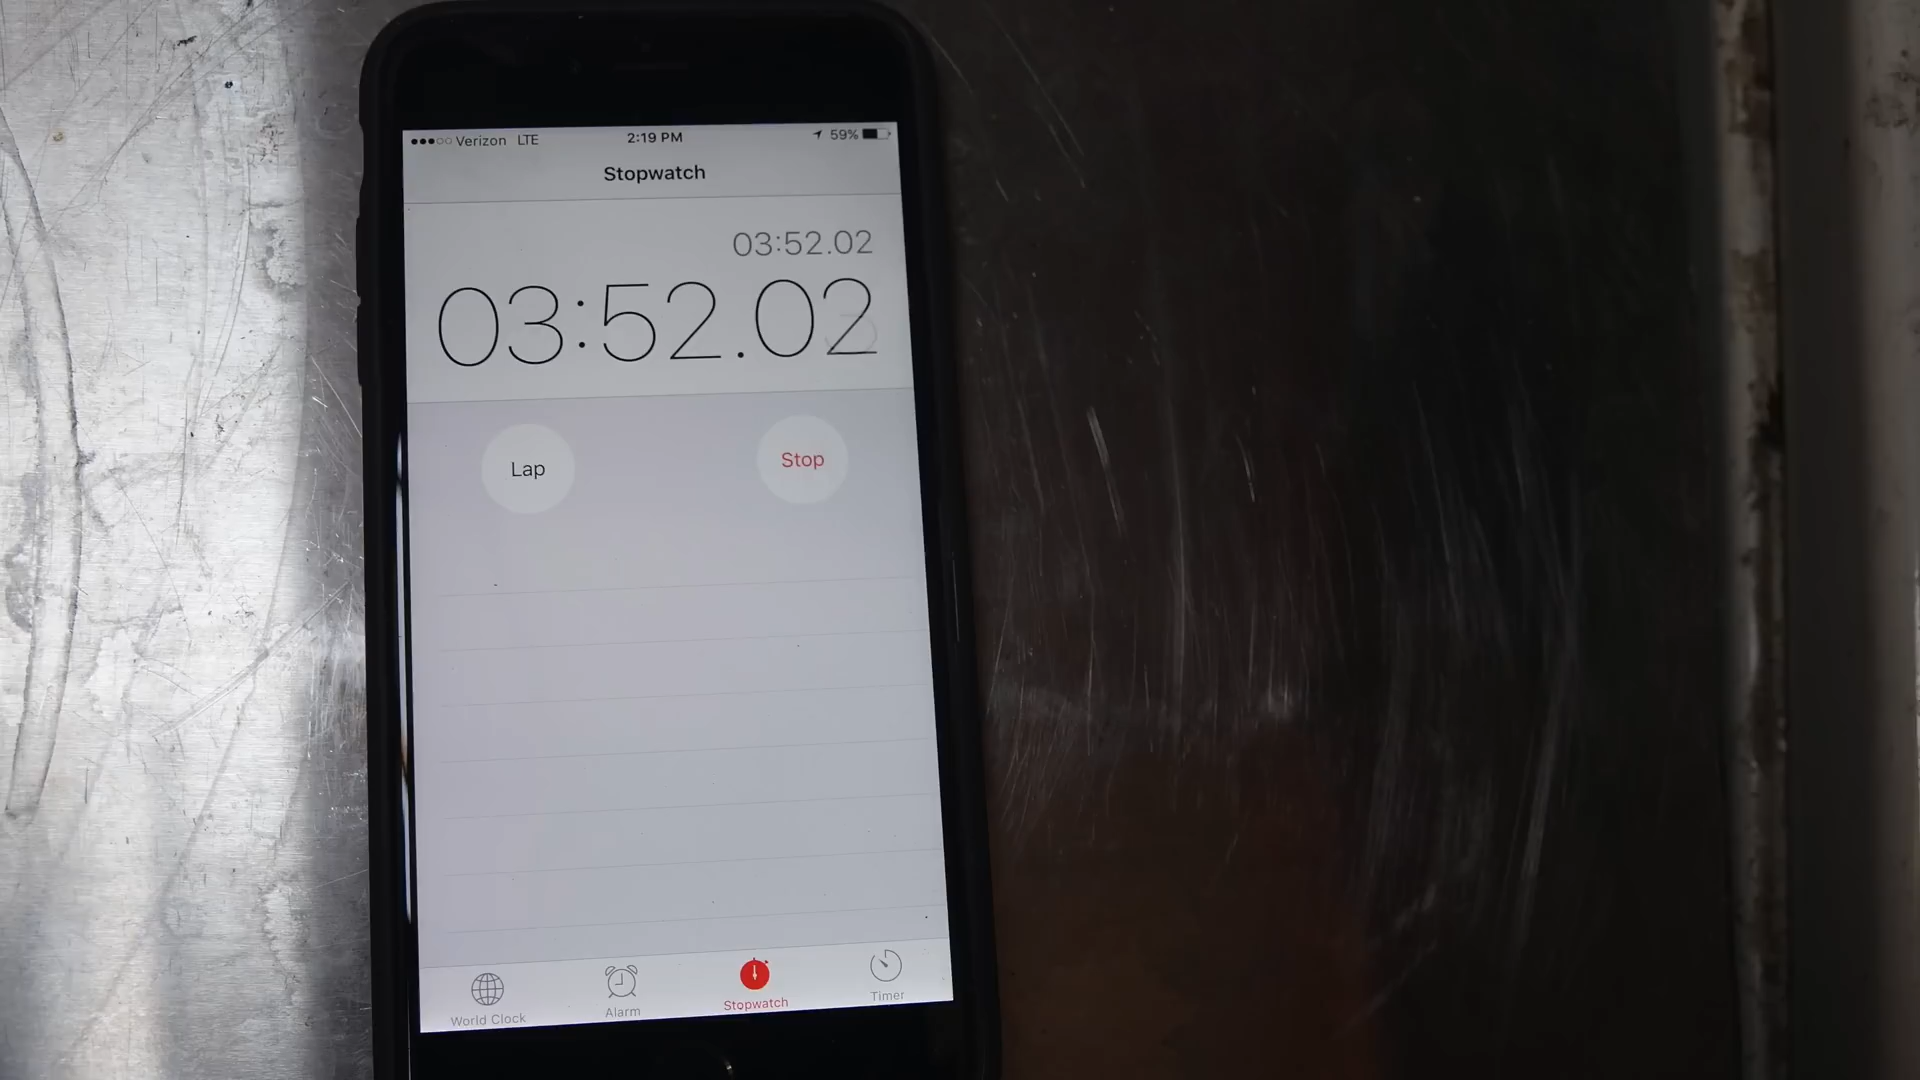 Verizon LTE 2:19 PM 59%
Stopwatch
03:52.02
03:52.02
Lap Stop
World Clock Alarm Stopwatch Timer